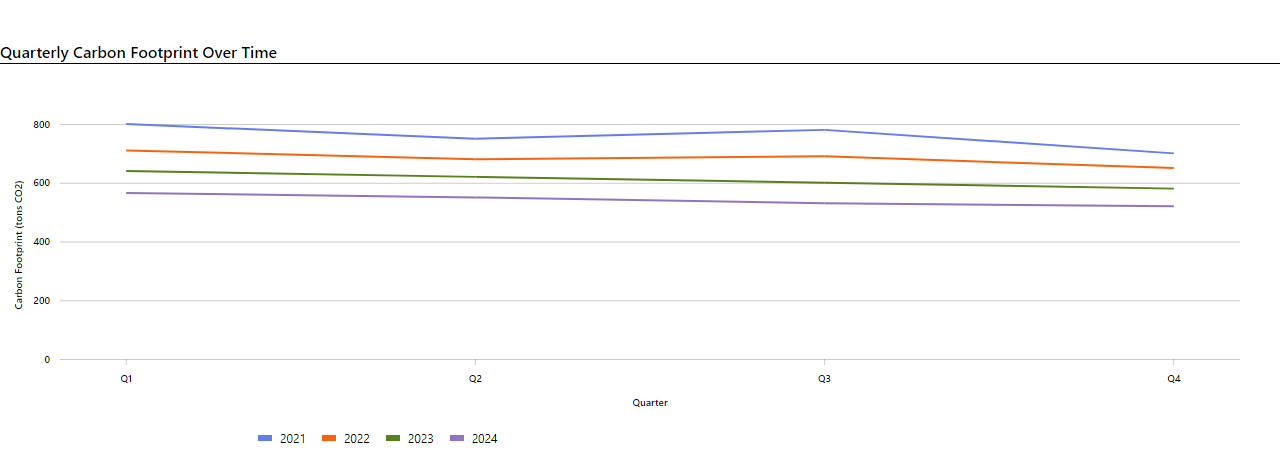 Quarterly Carbon Footprint Over Time
Carbon Footprint (tons CO2)
800
600
400
200
0
Q1 Q2 Q3 Q4
Quarter
2021 2022 2023 2024